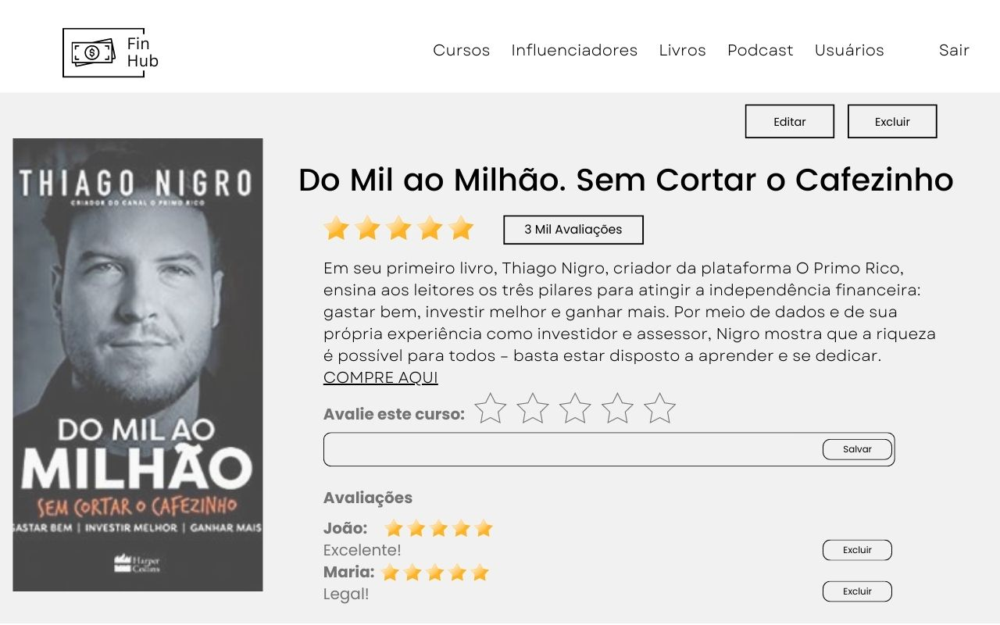 Fin
Hub
Cursos Influenciadores Livros Podcast Usuários Sair
Editar Excluir
THIAGO NIGRO
CRIADOR DO CANAL O PRIMO RICO
DO MIL AO
MILHÃO
SEM CORTAR O CAFEZINHO
GASTAR BEM | INVESTIR MELHOR | GANHAR MAIS
Harper
Collins
Do Mil ao Milhão. Sem Cortar o Cafezinho
3 Mil Avaliações
Em seu primeiro livro, Thiago Nigro, criador da plataforma O Primo Rico,
ensina aos leitores os três pilares para atingir a independência financeira:
gastar bem, investir melhor e ganhar mais. Por meio de dados e de sua
própria experiência como investidor e assessor, Nigro mostra que a riqueza
é possível para todos – basta estar disposto a aprender e se dedicar.
COMPRE AQUI
Avalie este curso:
Salvar
Avaliações
João:
Excelente!
Excluir
Maria:
Legal!
Excluir